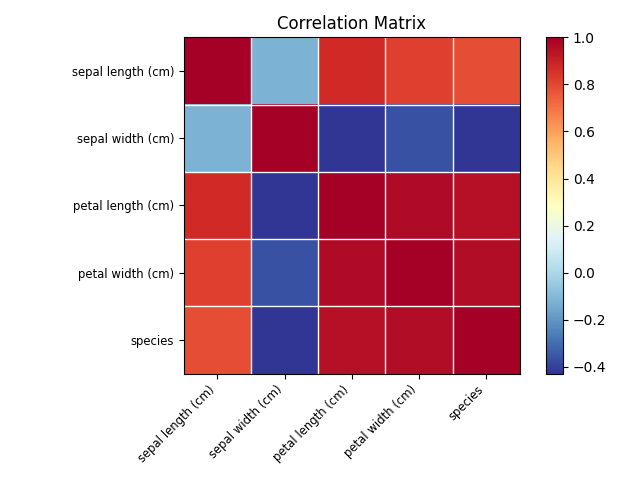 Correlation Matrix
sepal length (cm)
sepal width (cm)
petal length (cm)
petal width (cm)
species
sepal length (cm)
sepal width (cm)
petal length (cm)
petal width (cm)
species
1.0
0.8
0.6
0.4
0.2
0.0
−0.2
−0.4